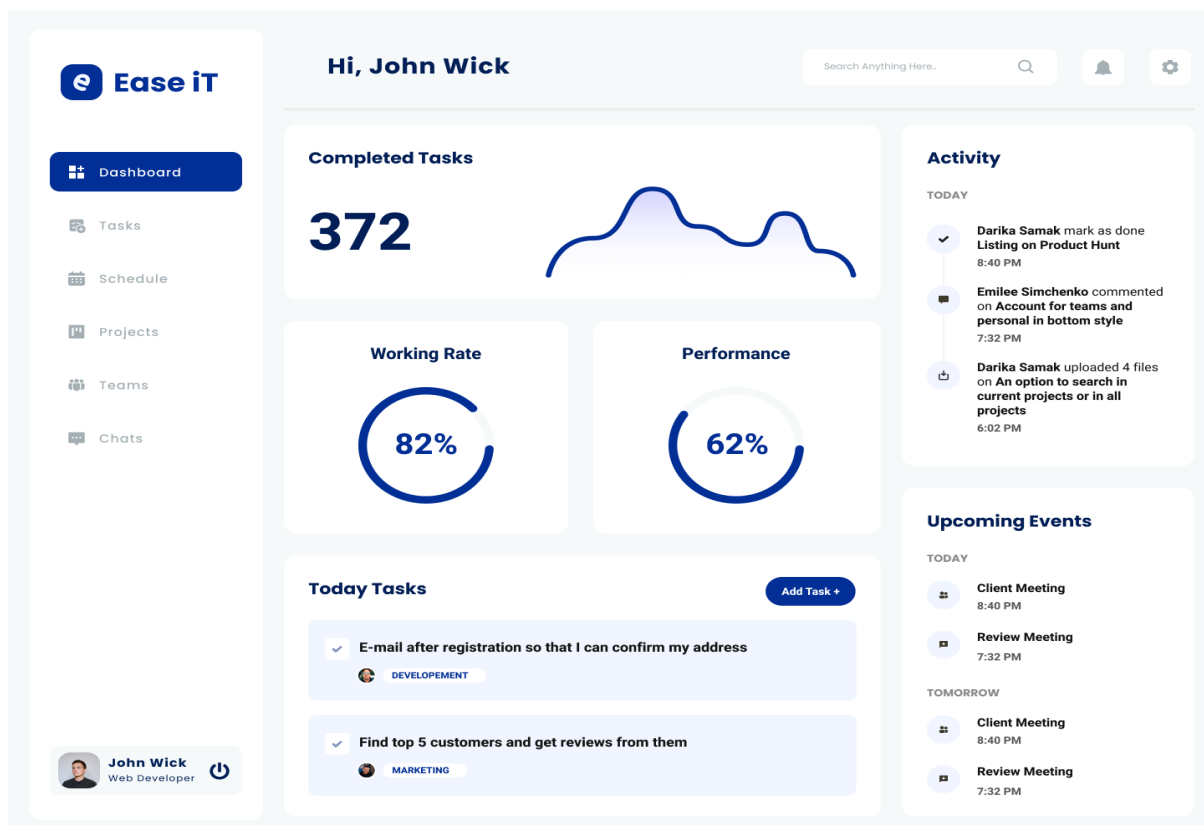 Ease iT
Dashboard
Tasks
Schedule
Projects
Teams
Chats
John Wick
Web Developer
Hi, John Wick
Search Anything Here..
Completed Tasks
372
Working Rate
82%
Performance
62%
Today Tasks
Add Task +
E-mail after registration so that I can confirm my address
DEVELOPEMENT
Find top 5 customers and get reviews from them
MARKETING
Activity
TODAY
Darika Samak mark as done
Listing on Product Hunt
8:40 PM
Emilee Simchenko commented
on Account for teams and
personal in bottom style
7:32 PM
Darika Samak uploaded 4 files
on An option to search in
current projects or in all
projects
6:02 PM
Upcoming Events
TODAY
Client Meeting
8:40 PM
Review Meeting
7:32 PM
TOMORROW
Client Meeting
8:40 PM
Review Meeting
7:32 PM